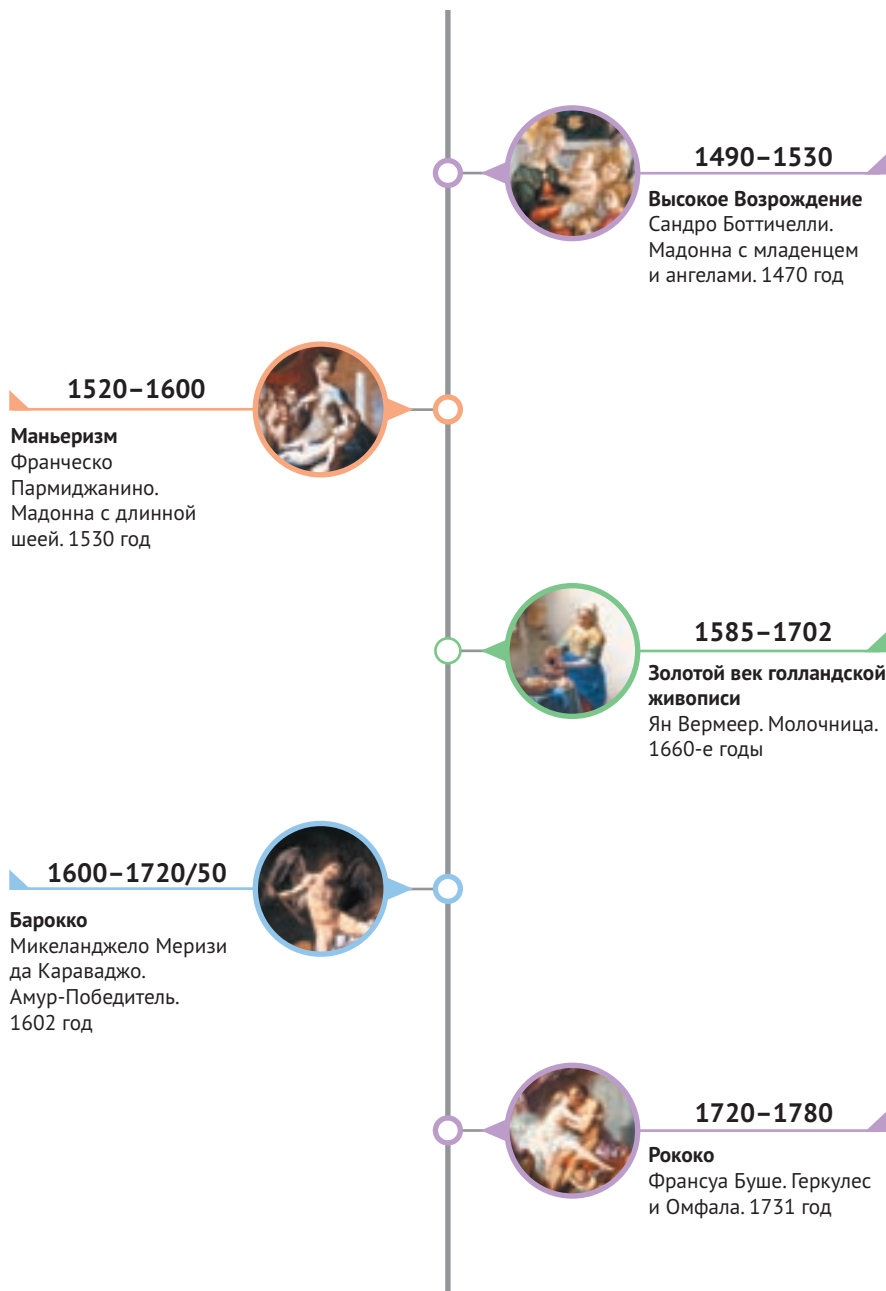 1490–1530
Высокое Возрождение
Сандро Боттичелли.
Мадонна с младенцем
и ангелами. 1470 год
1520–1600
Маньеризм
Франческо
Пармиджанино.
Мадонна с длинной
шеей. 1530 год
1585–1702
Золотой век голландской
живописи
Ян Вермеер. Молочница.
1660-е годы
1600–1720/50
Барокко
Микеланджело Меризи
да Караваджо.
Амур-Победитель.
1602 год
1720–1780
Рококо
Франсуа Буше. Геркулес
и Омфала. 1731 год